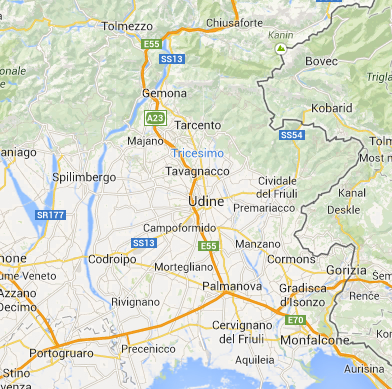 Chiusaforte
Tolmezzo
Kanin
E55
SS13
Bovec
Gemona
Kobarid
A23
Tarcento
SS54
Majano
Tricesimo
Tavagnacco
Spilimbergo
Cividale
del Friuli
Kanal
Udine
Premariacco
Deskle
SR177
Campoformido
SS13
E55
Manzano
Codroipo
Cormons
Mortegliano
Gorizia
ume Veneto
Palmanova
Gradisca
d'Isonzo
Rence
Azzano
Decimo
Rivignano
E70
Cervignano
del Friuli
Monfalcone
Portogruaro
Precenicco
Aquileia
Aurisina
Stino